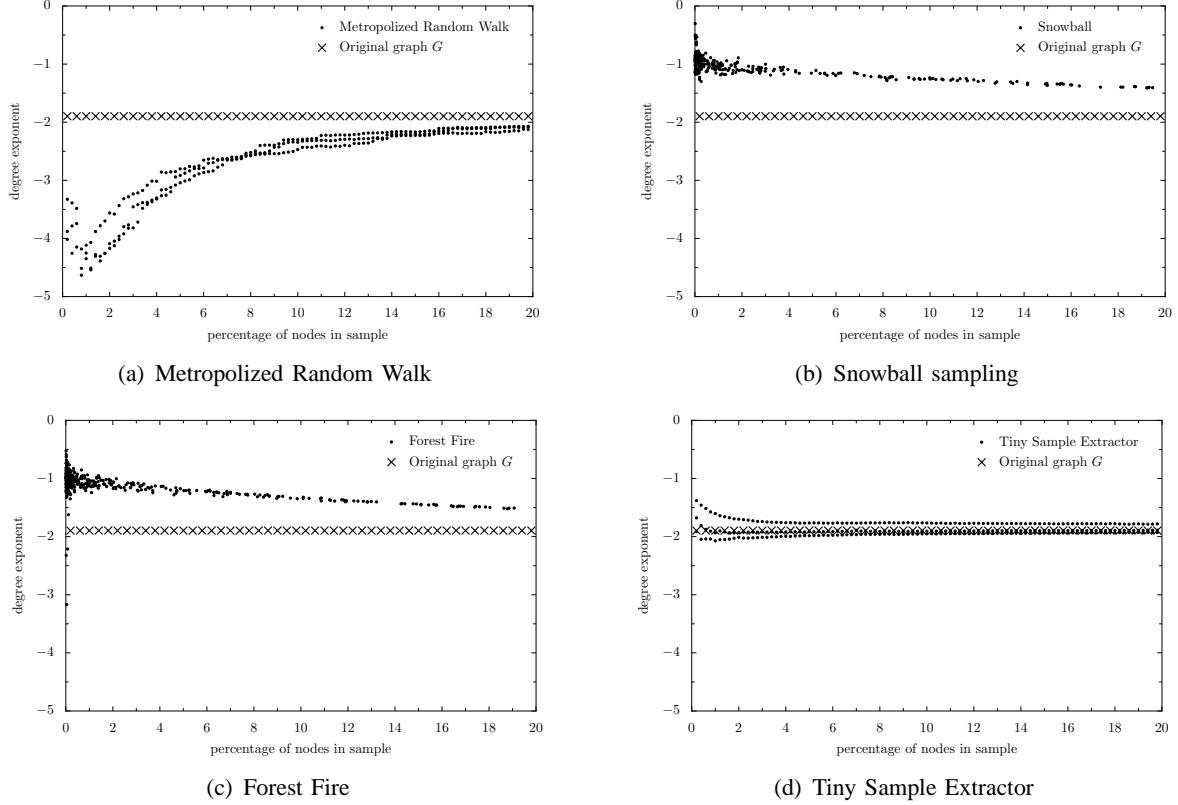 0
−1
−2
−3
−4
−5
degree exponent
Metropolized Random Walk
Original graph G
0 2 4 6 8 10 12 14 16 18 20
percentage of nodes in sample
(a) Metropolized Random Walk
0
−1
−2
−3
−4
−5
degree exponent
Snowball
Original graph G
0 2 4 6 8 10 12 14 16 18 20
percentage of nodes in sample
(b) Snowball sampling
0
−1
−2
−3
−4
−5
degree exponent
Forest Fire
Original graph G
0 2 4 6 8 10 12 14 16 18 20
percentage of nodes in sample
(c) Forest Fire
0
−1
−2
−3
−4
−5
degree exponent
Tiny Sample Extractor
Original graph G
0 2 4 6 8 10 12 14 16 18 20
percentage of nodes in sample
(d) Tiny Sample Extractor